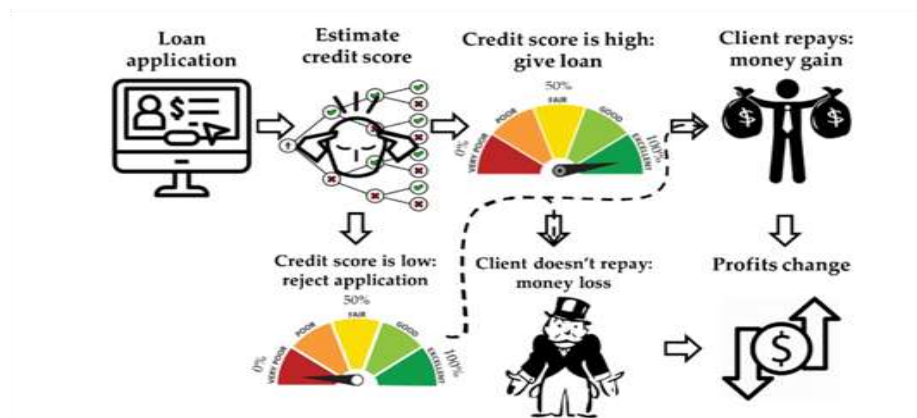 Loan
application
Estimate
credit score
Credit score is high:
give loan
Client repays:
money gain
$
0%
VERY POOR
POOR
50%
FAIR
GOOD
EXCELLENT
100%
$
$
Credit score is low:
reject application
0%
VERY POOR
POOR
50%
FAIR
GOOD
EXCELLENT
100%
Client doesn't repay:
money loss
Profits change
$